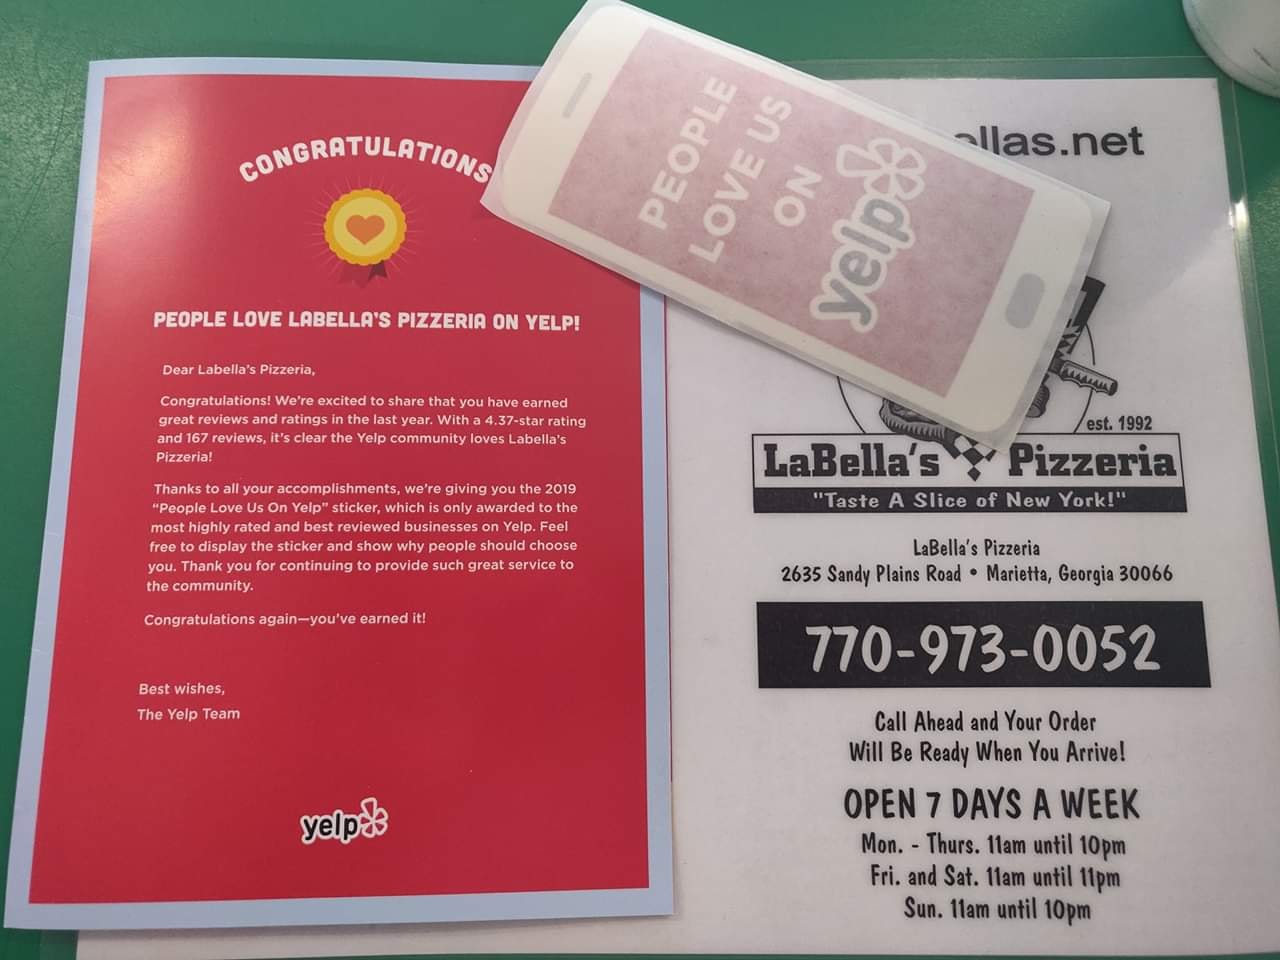 CONGRATULATIONS
PEOPLE LOVE LABELLA'S PIZZERIA ON YELP!
Dear Labella's Pizzeria,
Congratulations! We're excited to share that you have earned
great reviews and ratings in the last year. With a 4.37-star rating
and 167 reviews, it's clear the Yelp community loves Labella's
Pizzeria!
Thanks to all your accomplishments, we're giving you the 2019
"People Love Us On Yelp" sticker, which is only awarded to the
most highly rated and best reviewed businesses on Yelp. Feel
free to display the sticker and show why people should choose
you. Thank you for continuing to provide such great service to
the community.
Congratulations again—you've earned it!
Best wishes,
The Yelp Team
yelp
PEOPLE
LOVE US
ON
yelp
ellas.net
est. 1992
LaBella's Pizzeria
"Taste A Slice of New York!"
LaBella's Pizzeria
2635 Sandy Plains Road • Marietta, Georgia 30066
770-973-0052
Call Ahead and Your Order
Will Be Ready When You Arrive!
OPEN 7 DAYS A WEEK
Mon. - Thurs. 11am until 10pm
Fri. and Sat. 11am until 11pm
Sun. 11am until 10pm